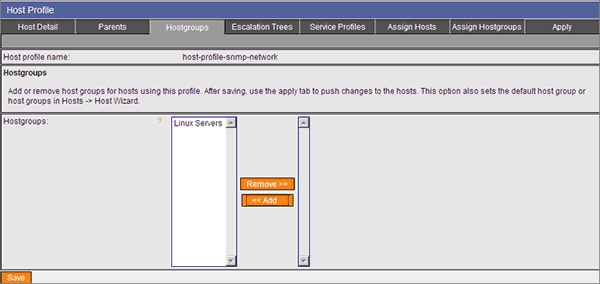 Host Profile
Host Detail Parents Hostgroups Escalation Trees Service Profiles Assign Hosts Assign Hostgroups Apply
Host profile name: host-profile-snmp-network
Hostgroups
Add or remove host groups for hosts using this profile. After saving, use the apply tab to push changes to the hosts. This option also sets the default host group or
host groups in Hosts -> Host Wizard.
Hostgroups: ? Linux Servers
Remove >>
<< Add
Save